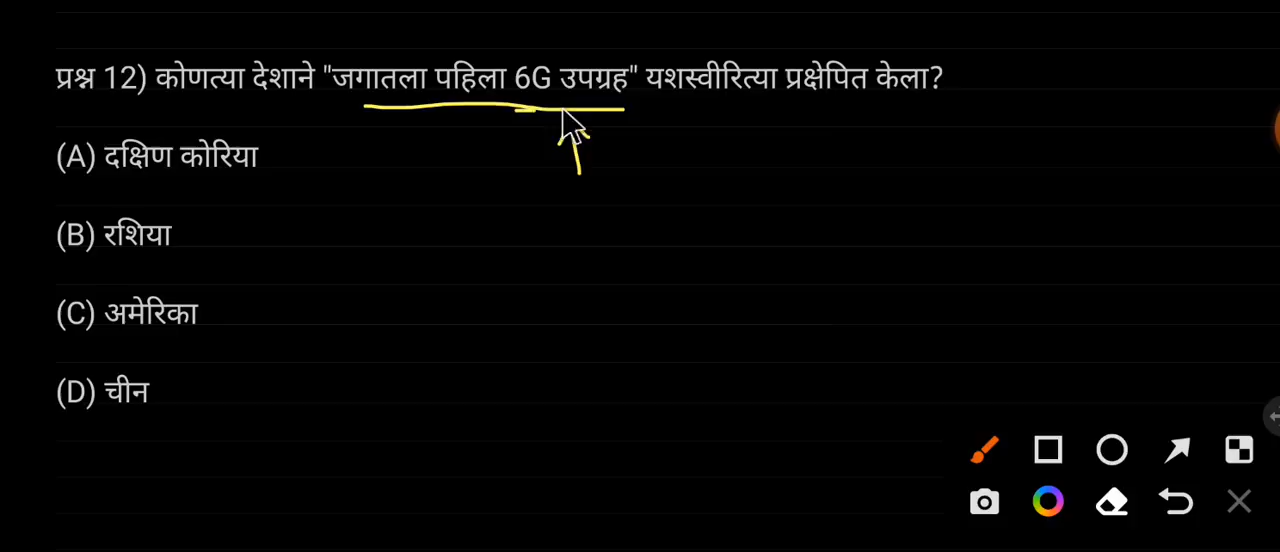 प्रश्न 12) कोणत्या देशाने "जगातला पहिला 6G उपग्रह" यशस्वीरित्या प्रक्षेपित केला?
(A) दक्षिण कोरिया
(B) रशिया
(C) अमेरिका
(D) चीन